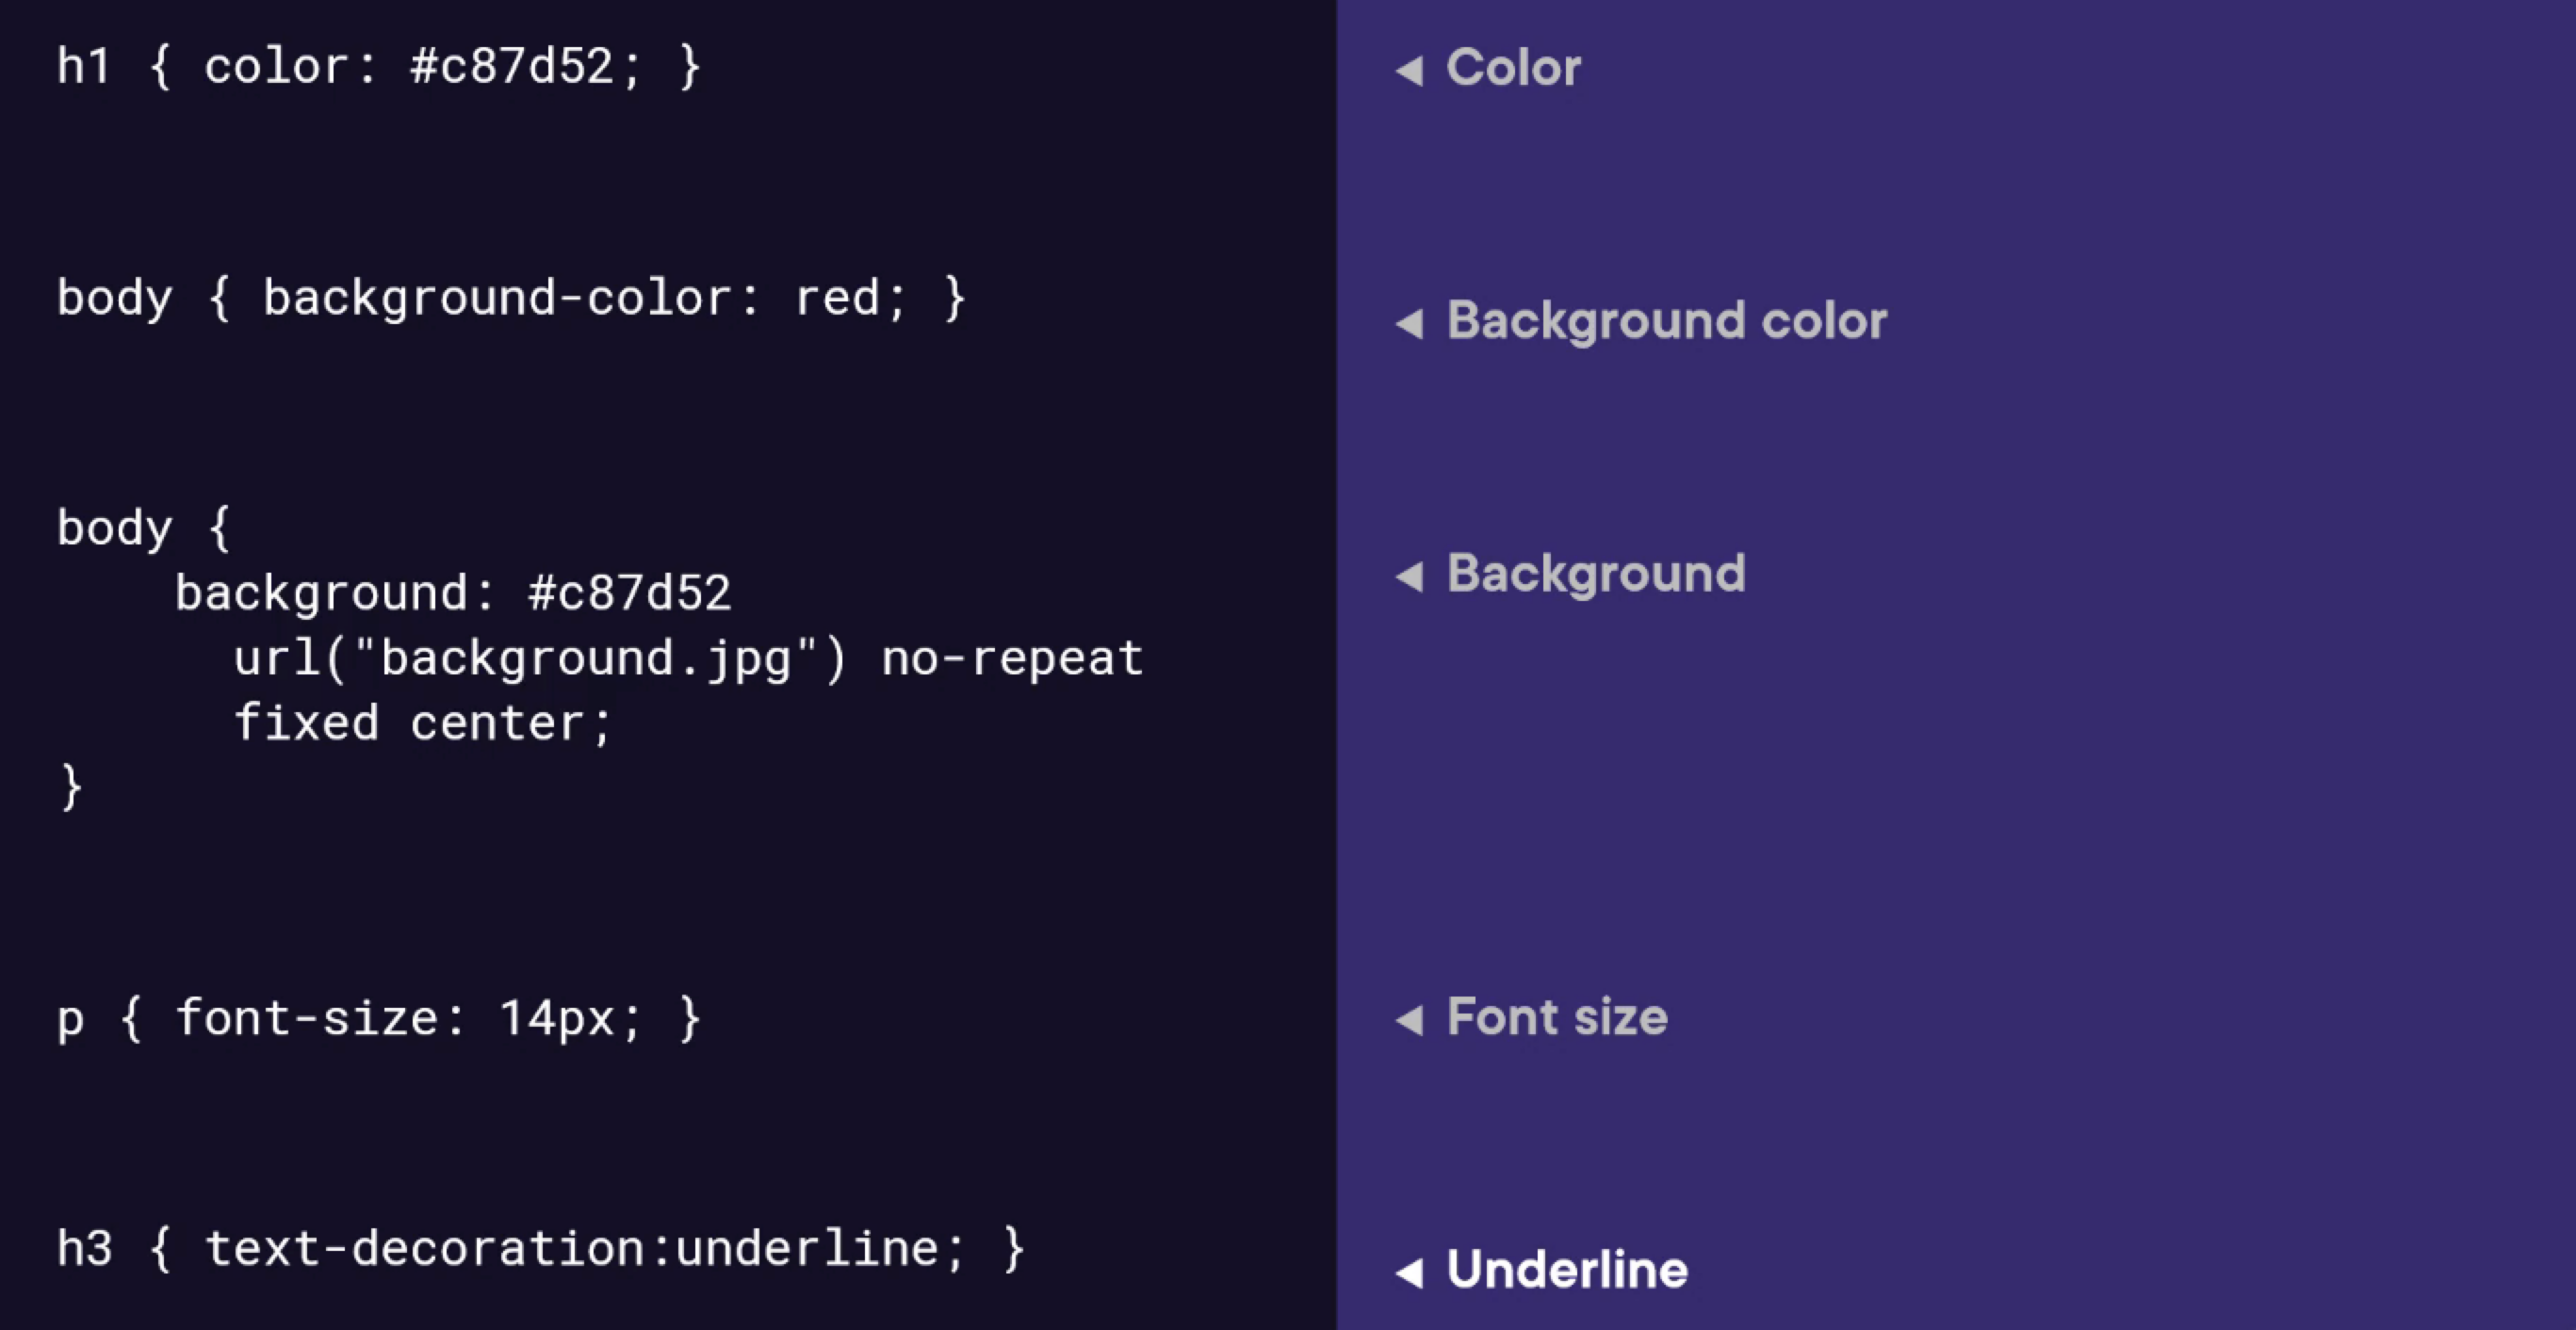 h1 { color: #c87d52; }
◀ Color
body { background-color: red; }
◀ Background color
body {
    background: #c87d52
◀ Background
      url("background.jpg") no-repeat
      fixed center;
}
p { font-size: 14px; }
◀ Font size
h3 { text-decoration:underline; }
◀ Underline